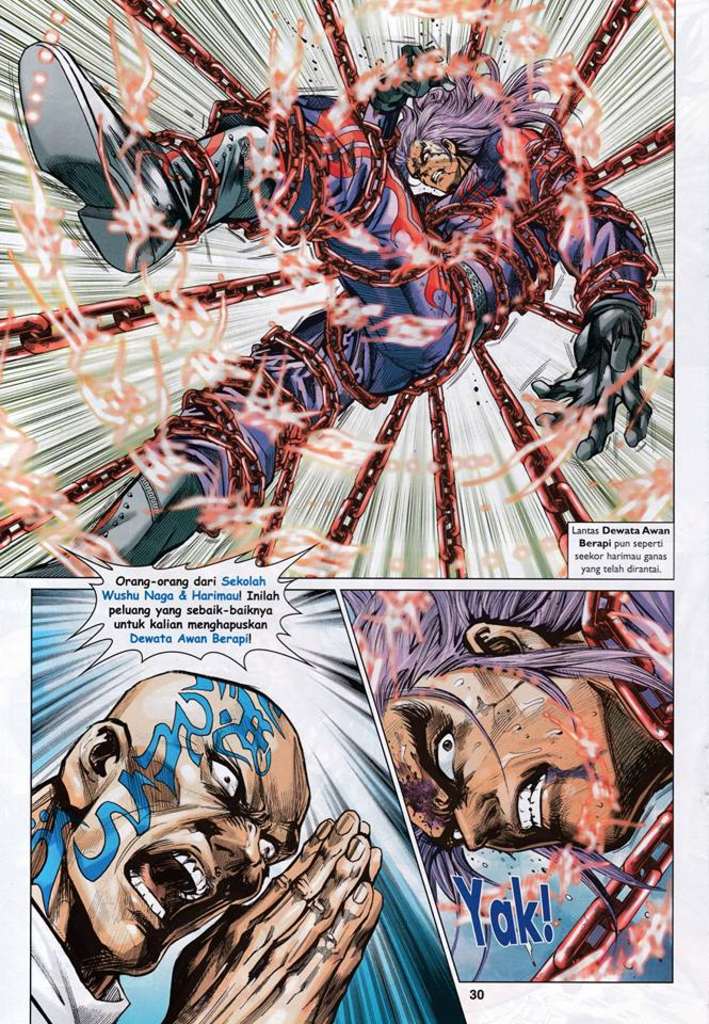 Lantas Dewata Awan
Berapi pun seperti
seekor harimau ganas
yang telah dirantai.
Orang-orang dari Sekolah
Wushu Naga & Harimau! Inilah
peluang yang sebaik-baiknya
untuk kalian menghapuskan
Dewata Awan Berapi!
Yak!
30